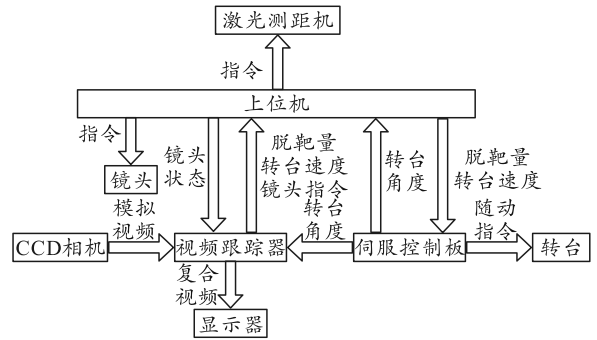 激光测距机
指令
上位机
指令
镜头
镜头
状态
脱靶量
转台速度
镜头指令
转台
角度
脱靶量
转台速度
模拟
视频
转台
角度
随动
指令
CCD相机
视频跟踪器
伺服控制板
转台
复合
视频
显示器